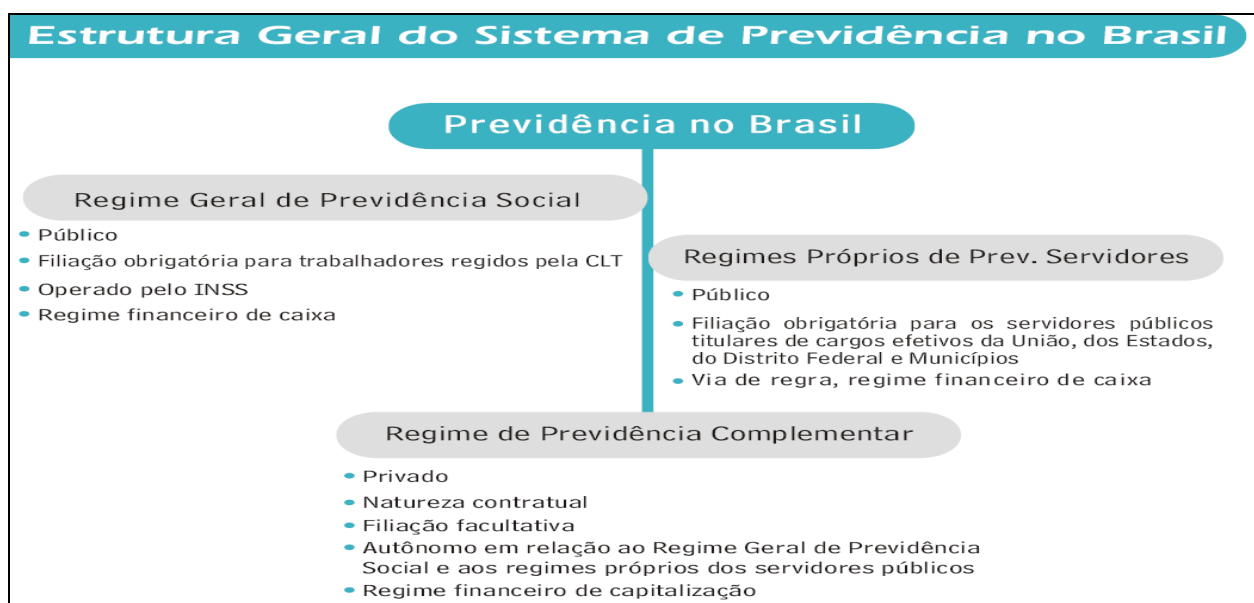 Estrutura Geral do Sistema de Previdência no Brasil
Previdência no Brasil
Regime Geral de Previdência Social
• Público
• Filiação obrigatória para trabalhadores regidos pela CLT
• Operado pelo INSS
• Regime financeiro de caixa
Regimes Próprios de Prev. Servidores
• Público
• Filiação obrigatória para os servidores públicos
titulares de cargos efetivos da União, dos Estados,
do Distrito Federal e Municípios
• Via de regra, regime financeiro de caixa
Regime de Previdência Complementar
• Privado
• Natureza contratual
• Filiação facultativa
• Autônomo em relação ao Regime Geral de Previdência
Social e aos regimes próprios dos servidores públicos
• Regime financeiro de capitalização